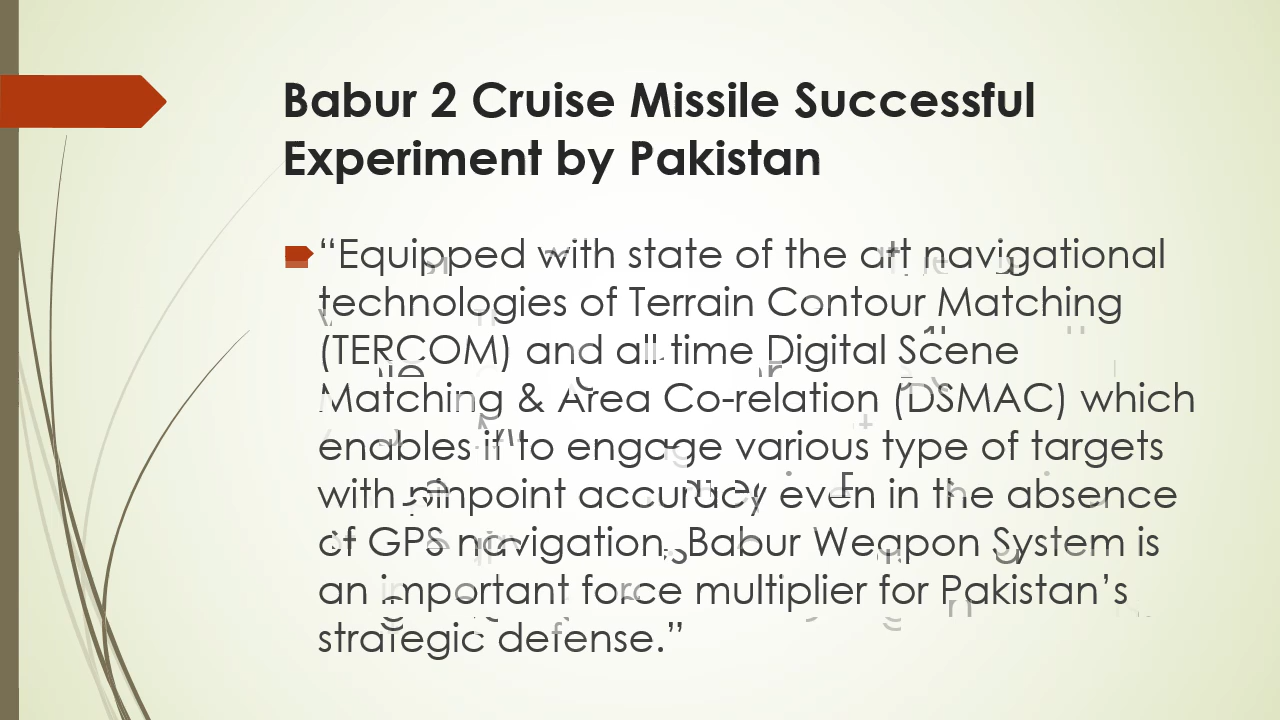 Babur 2 Cruise Missile Successful
Experiment by Pakistan
“Equipped with state of the art navigational
technologies of Terrain Contour Matching
(TERCOM) and all time Digital Scene
Matching & Area Co-relation (DSMAC) which
enables it to engage various type of targets
with pinpoint accuracy even in the absence
of GPS navigation. Babur Weapon System is
an important force multiplier for Pakistan’s
strategic defense.”